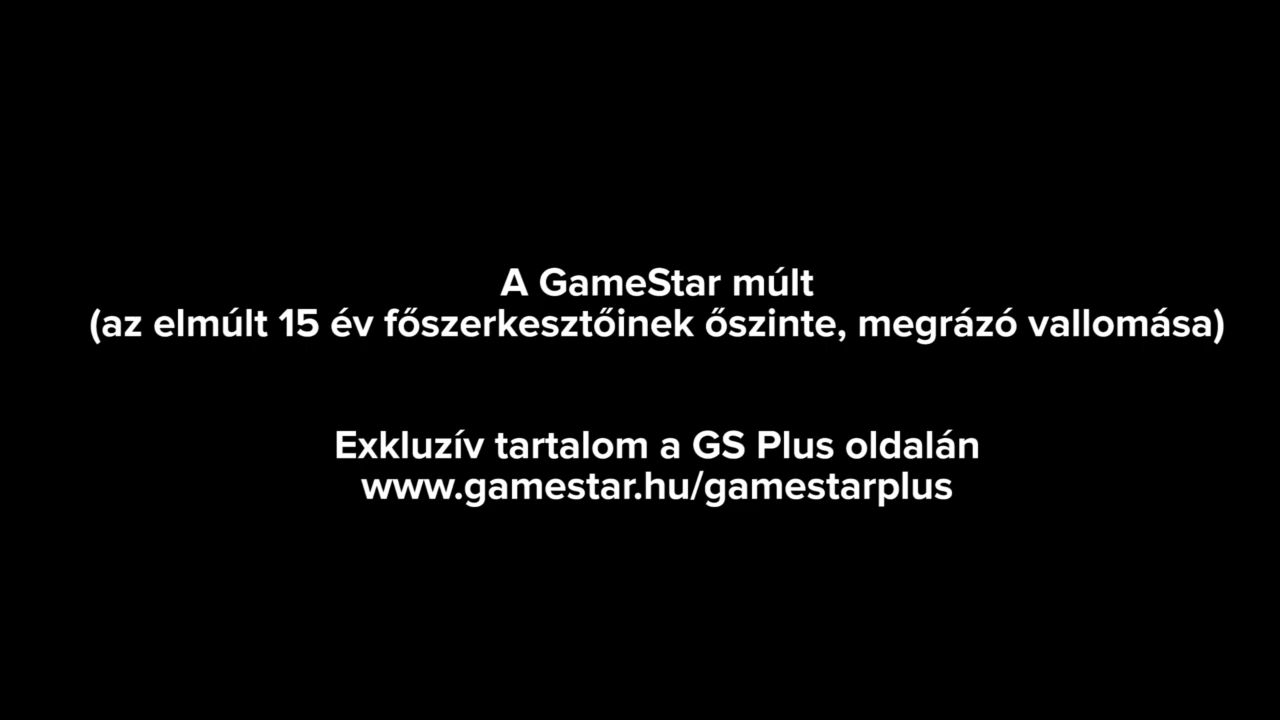 A GameStar múlt
(az elmúlt 15 év főszerkesztőinek őszinte, megrázó vallomása)
Exkluzív tartalom a GS Plus oldalán
www.gamestar.hu/gamestarplus